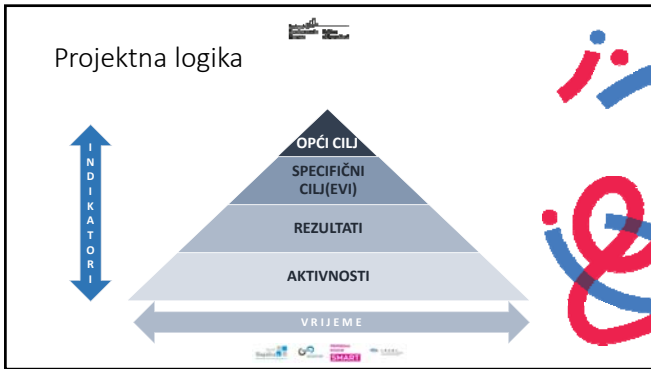 Projektna logika
OPĆI CILJ
SPECIFIČNI
CILJ(EVI)
REZULTATI
AKTIVNOSTI
INDIKATORI
VRIJEME
SMART